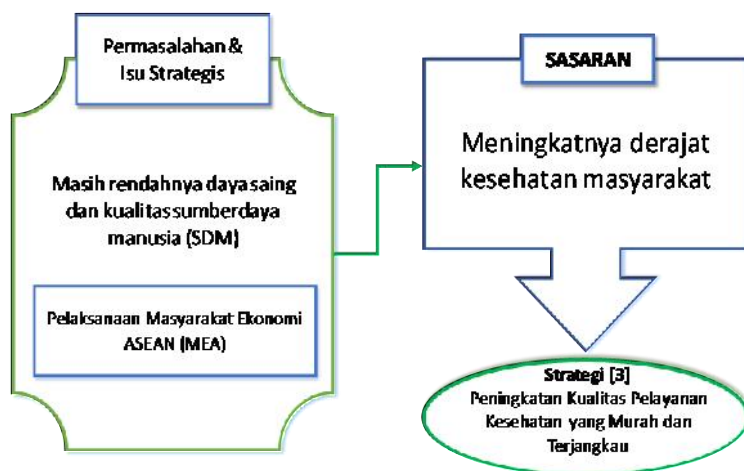 Permasalahan &
Isu Strategis
Masih rendahnya daya saing
dan kualitas sumberdaya
manusia (SDM)
Pelaksanaan Masyarakat Ekonomi
ASEAN (MEA)
SASARAN
Meningkatnya derajat
kesehatan masyarakat
Strategi [3]
Peningkatan Kualitas Pelayanan
Kesehatan yang Murah dan
Terjangkau